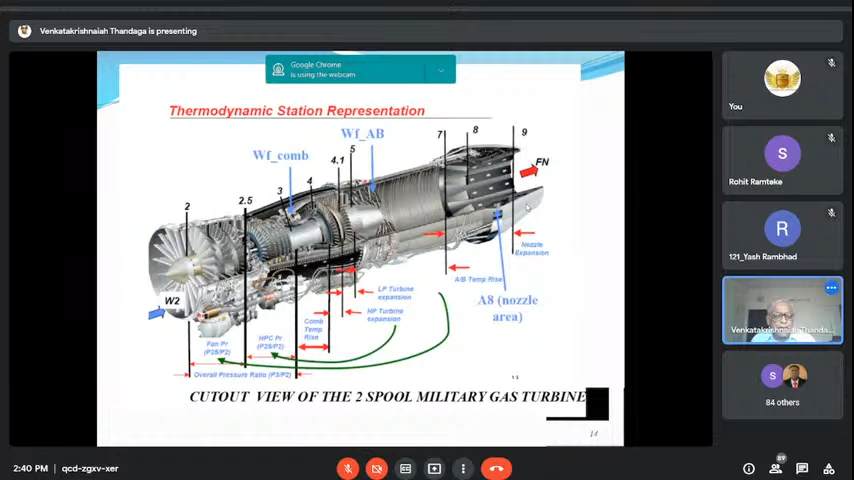 Venkatakrishnaiah Thandaga is presenting
Google Chrome
is using the webcam
Thermodynamic Station Representation
Wf_AB
Wf_comb
2
2.5
3
4
4.1
5
7
8
9
FN
W2
Nozzle
Expansion
A/B Temp Rise
LP Turbine
expansion
HP Turbine
expansion
A8 (nozzle
area)
Comb
Temp
Rise
HPC Pr
Fan Pr
Overall Pressure Ratio (P3/P2)
CUTOUT VIEW OF THE 2 SPOOL MILITARY GAS TURBINE
14
You
S
Rohit Ramteke
R
121_Yash Rambhad
Venkatakrishnaiah Thanda...
S
84 others
2:40 PM
qcd-zgxv-xer
89